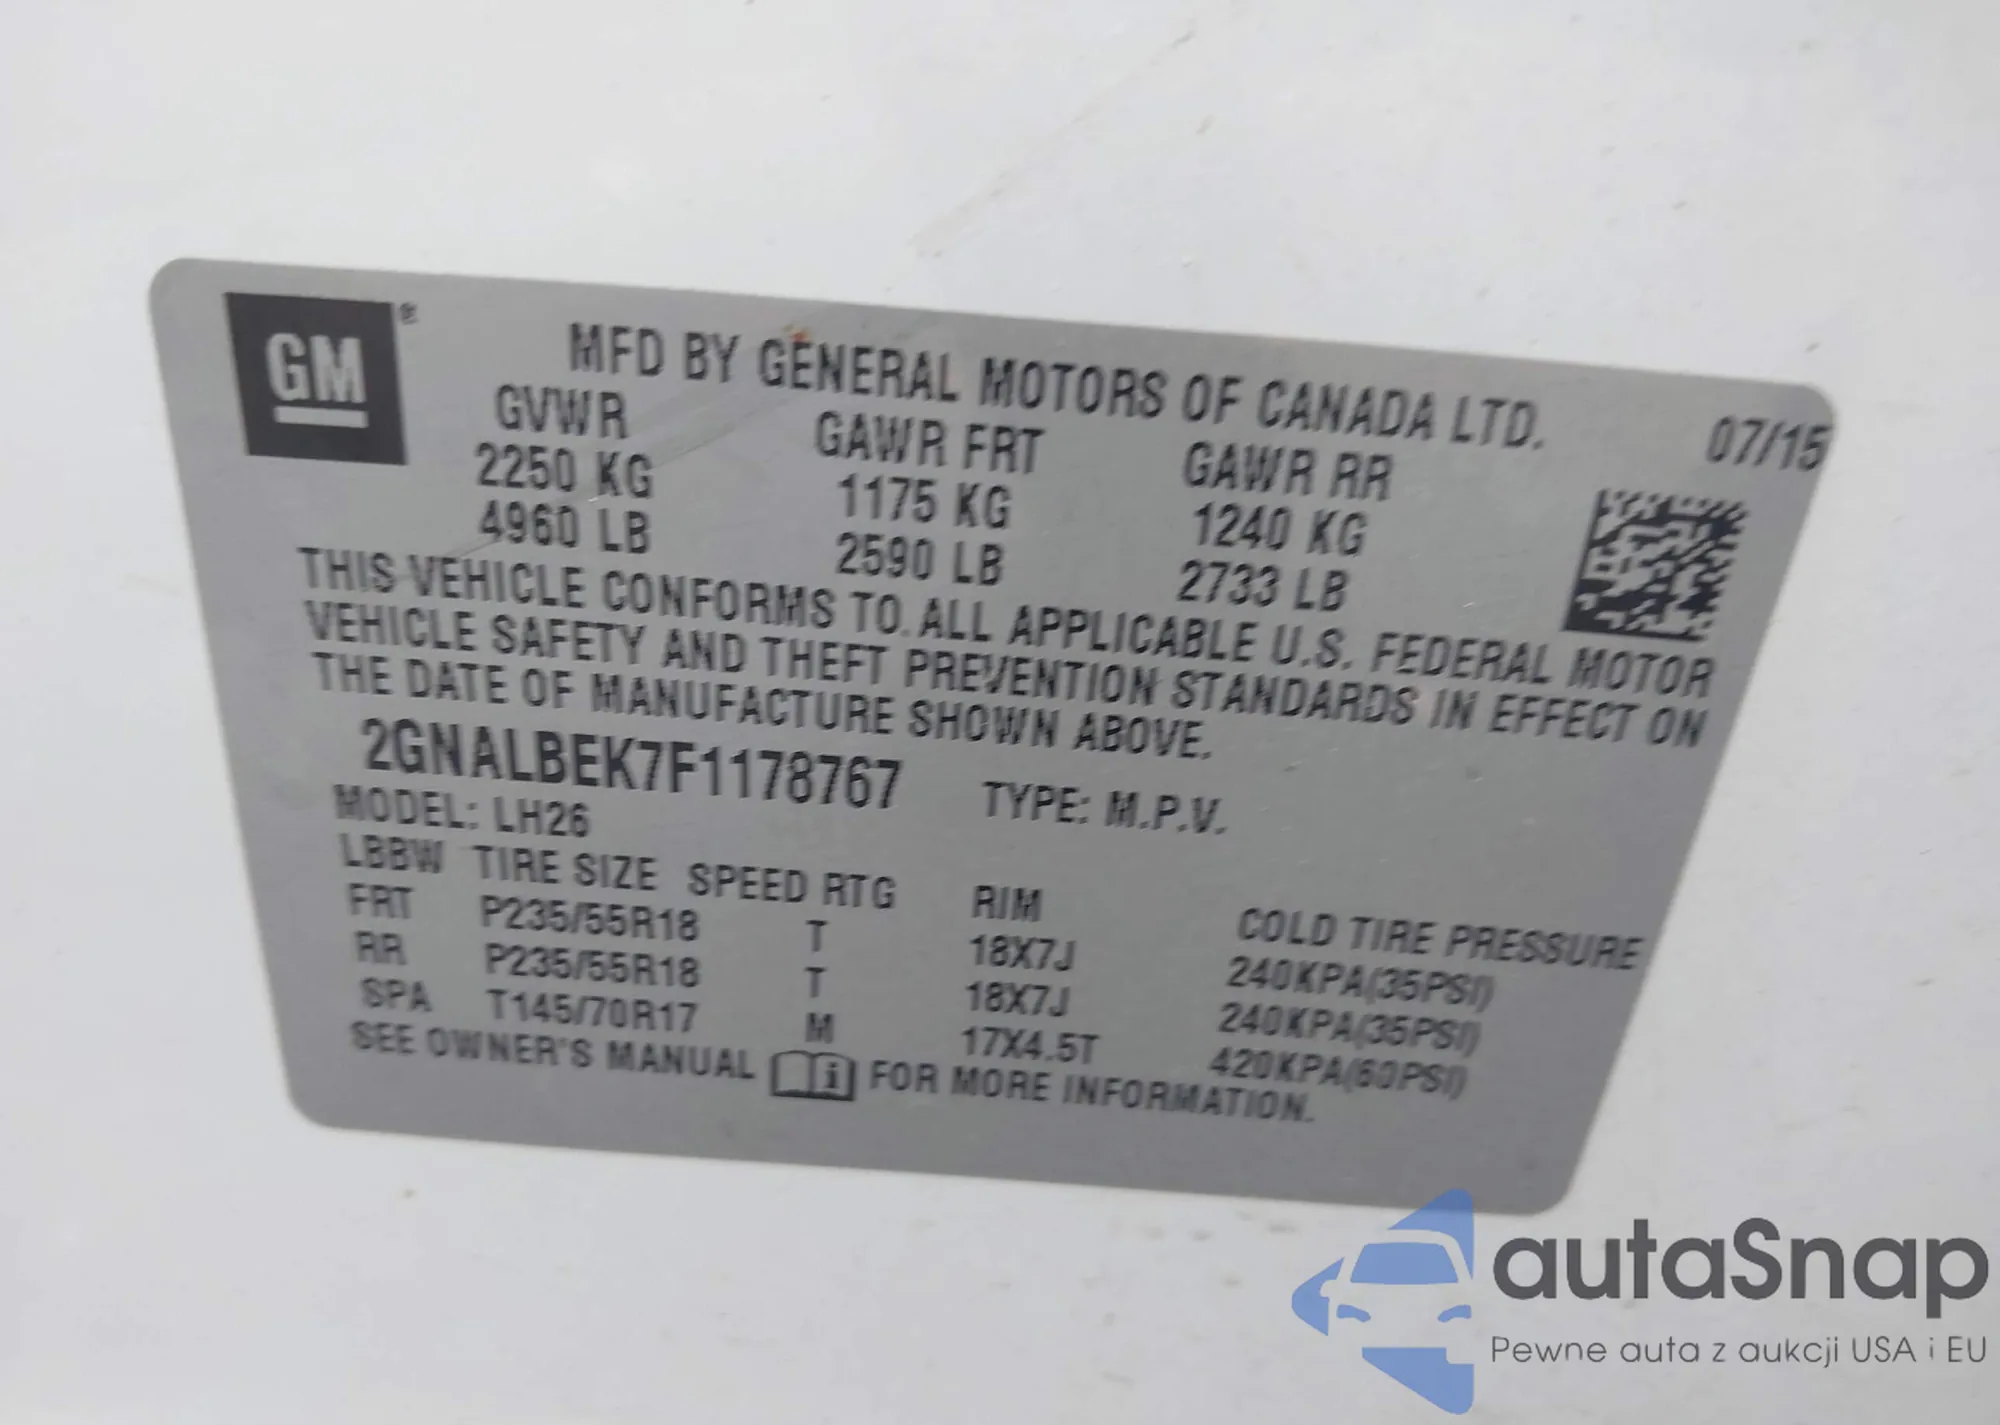 GM®
MFD BY GENERAL MOTORS OF CANADA LTD. 07/15
GVWR GAWR FRT GAWR RR
2250 KG 1175 KG 1240 KG
4960 LB 2590 LB 2733 LB
THIS VEHICLE CONFORMS TO ALL APPLICABLE U.S. FEDERAL MOTOR
VEHICLE SAFETY AND THEFT PREVENTION STANDARDS IN EFFECT ON
THE DATE OF MANUFACTURE SHOWN ABOVE.
2GNALBEK7F1178767 TYPE: M.P.V.
MODEL: LH26
LBBW TIRE SIZE SPEED RTG RIM COLD TIRE PRESSURE
FRT P235/55R18 T 18X7J 240KPA(35PSI)
RR P235/55R18 T 18X7J 240KPA(35PSI)
SPA T145/70R17 M 17X4.5T 420KPA(60PSI)
SEE OWNER'S MANUAL i FOR MORE INFORMATION.
autaSnap
Pewne auta z aukcji USA i EU